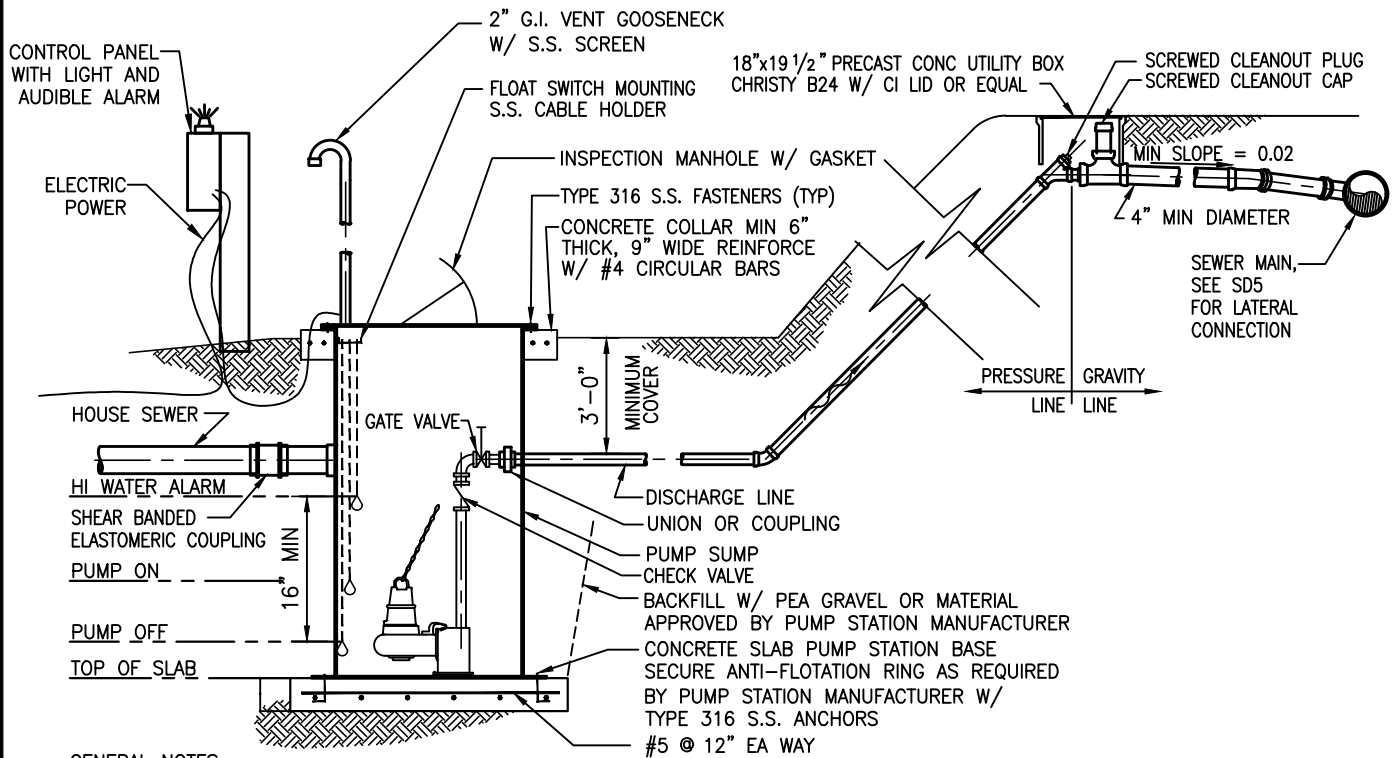 2" G.I. VENT GOOSENECK
W/ S.S. SCREEN
CONTROL PANEL
WITH LIGHT AND
AUDIBLE ALARM
FLOAT SWITCH MOUNTING
S.S. CABLE HOLDER
18"x19 1/2" PRECAST CONC UTILITY BOX
CHRISTY B24 W/ CI LID OR EQUAL
SCREWED CLEANOUT PLUG
SCREWED CLEANOUT CAP
INSPECTION MANHOLE W/ GASKET
MIN SLOPE = 0.02
ELECTRIC
POWER
TYPE 316 S.S. FASTENERS (TYP)
CONCRETE COLLAR MIN 6"
THICK, 9" WIDE REINFORCE
W/ #4 CIRCULAR BARS
4" MIN DIAMETER
SEWER MAIN,
SEE SD5
FOR LATERAL
CONNECTION
PRESSURE GRAVITY
LINE LINE
3'-0"
MINIMUM
COVER
HOUSE SEWER
GATE VALVE
HI WATER ALARM
SHEAR BANDED
ELASTOMERIC COUPLING
16" MIN
PUMP ON
PUMP OFF
TOP OF SLAB
DISCHARGE LINE
UNION OR COUPLING
PUMP SUMP
CHECK VALVE
BACKFILL W/ PEA GRAVEL OR MATERIAL
APPROVED BY PUMP STATION MANUFACTURER
CONCRETE SLAB PUMP STATION BASE
SECURE ANTI-FLOTATION RING AS REQUIRED
BY PUMP STATION MANUFACTURER W/
TYPE 316 S.S. ANCHORS
#5 @ 12" EA WAY
GENERAL NOTES